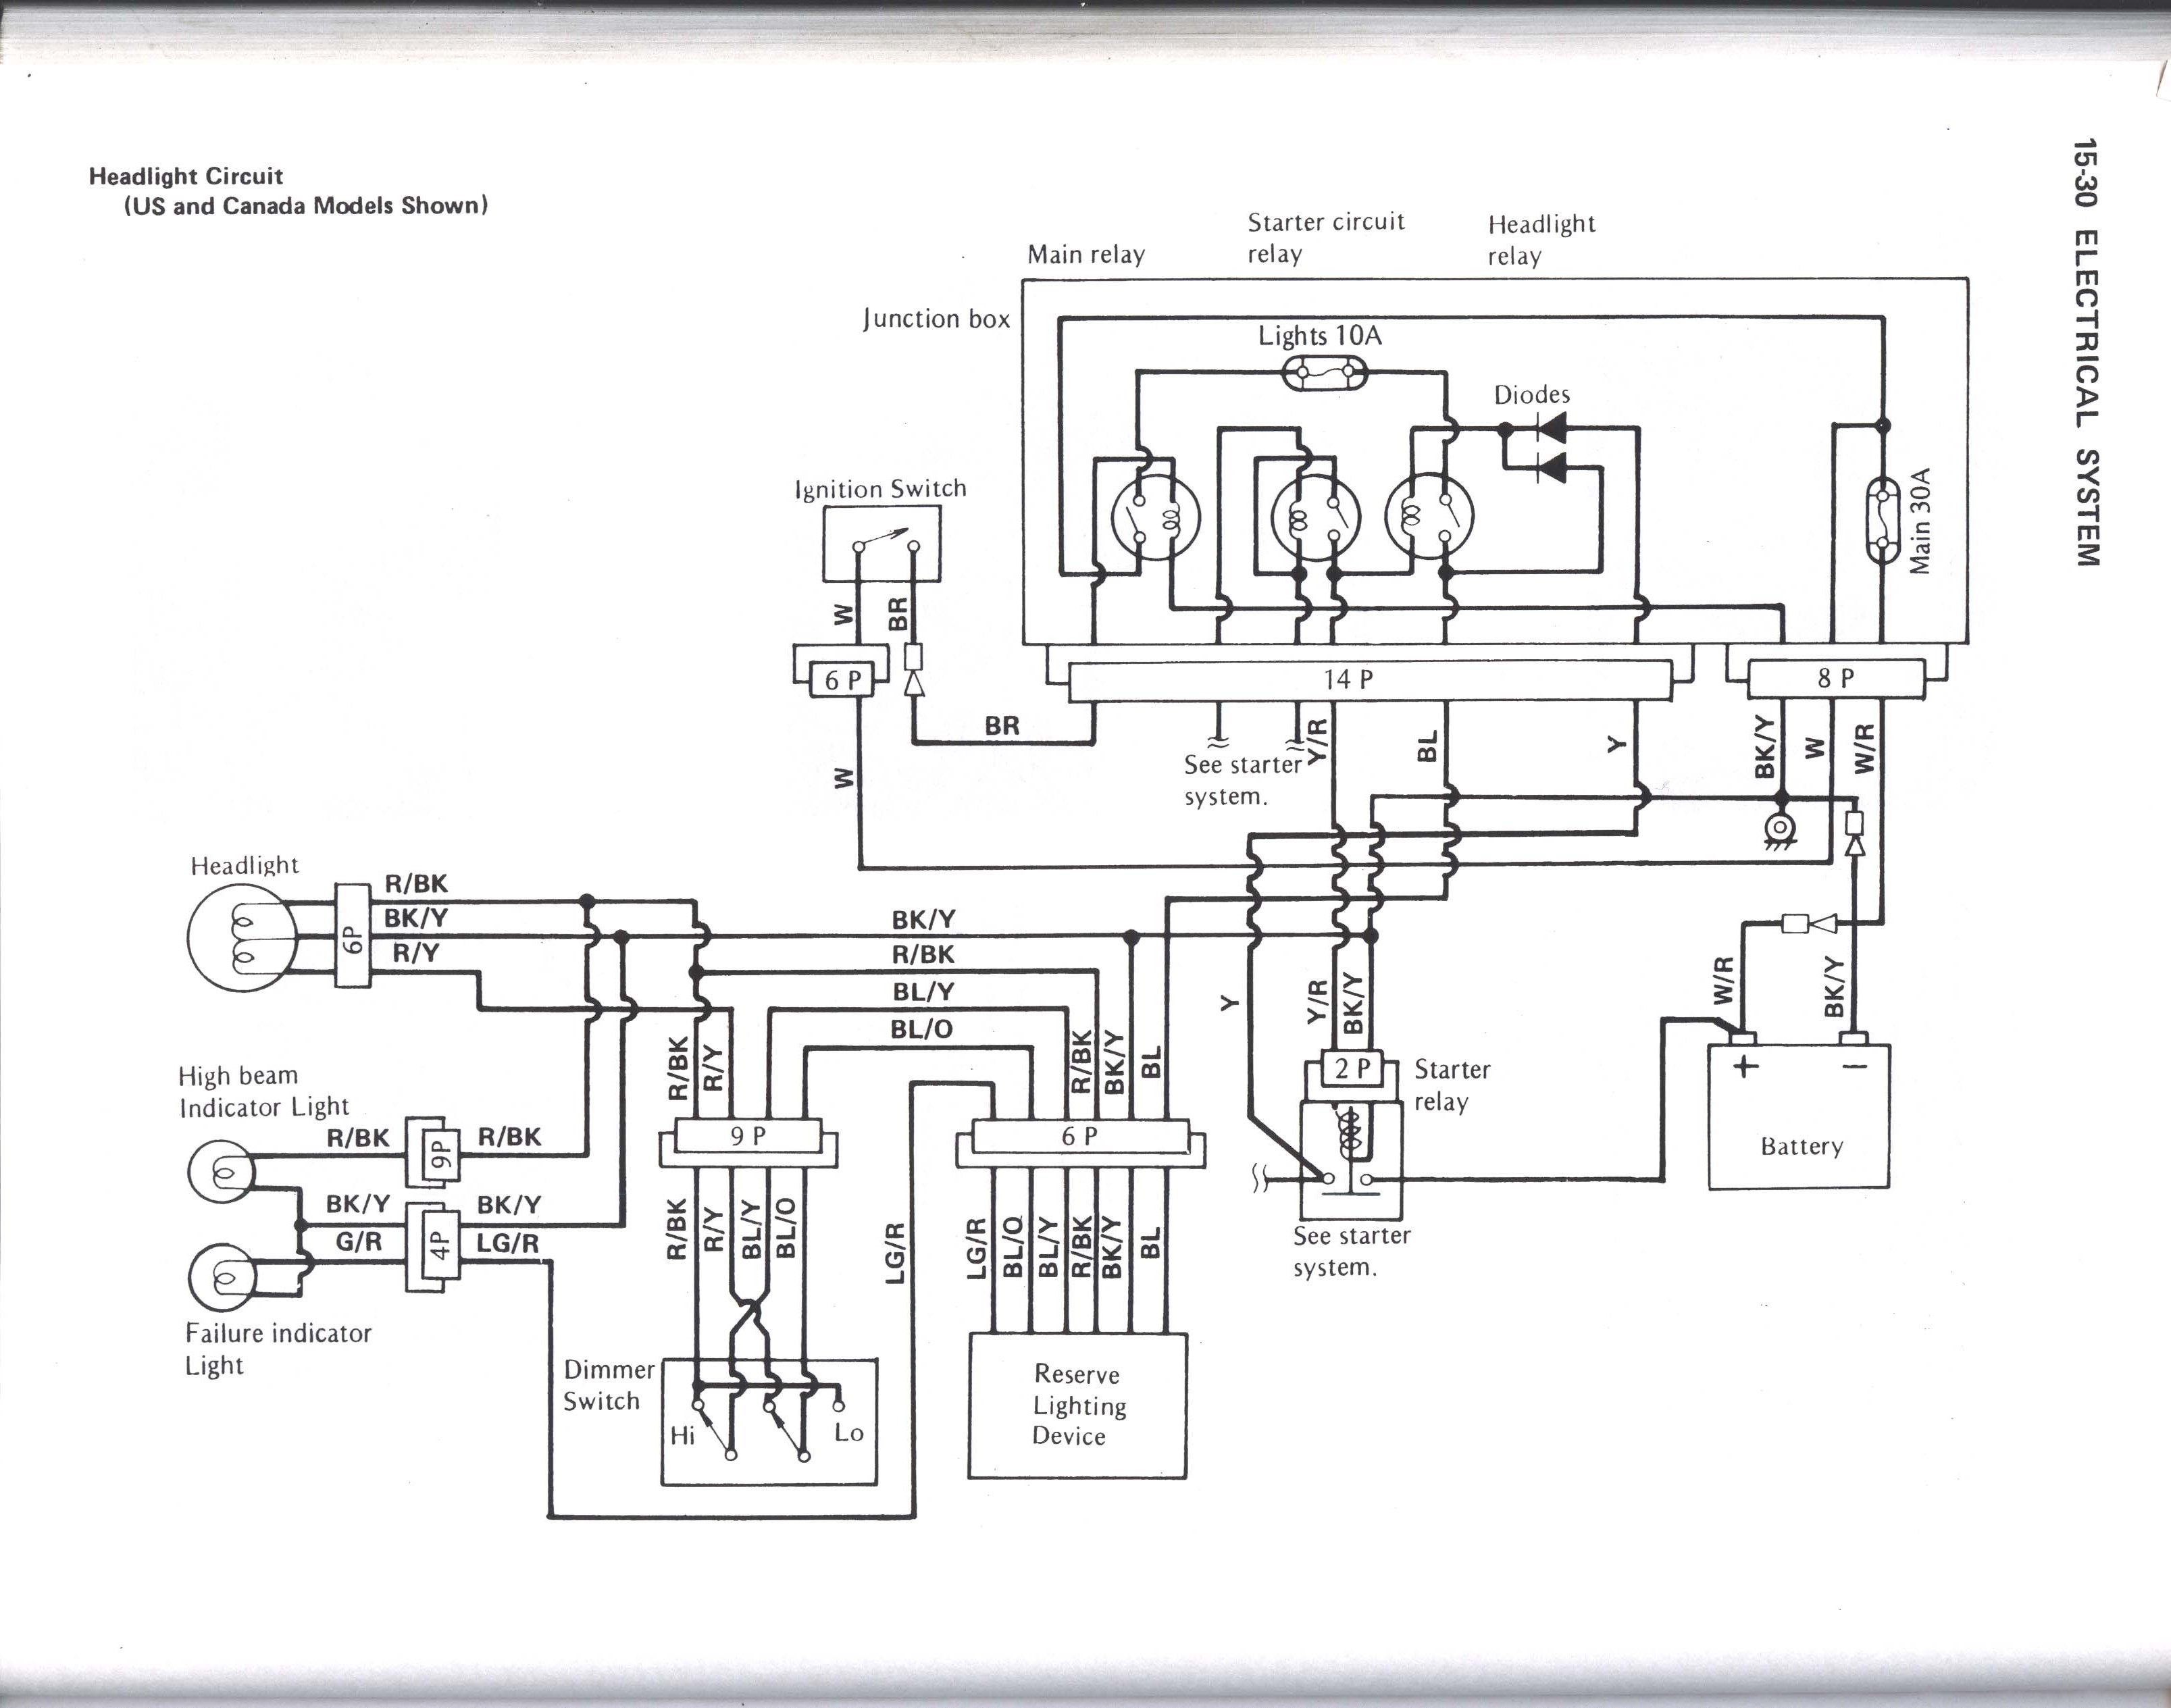 15-30 ELECTRICAL SYSTEM
Headlight Circuit
(US and Canada Models Shown)
Main relay
Starter circuit
relay
Headlight
relay
Junction box
Lights 10A
Diodes
Main 30A
Ignition Switch
W
BR
6 P
14 P
8 P
BR
W
See starter
system.
Y/R
BL
Y
BK/Y
W
W/R
Headlight
R/BK
BK/Y
R/Y
6P
BK/Y
R/BK
BL/Y
BL/O
R/BK
R/Y
R/BK
BK/Y
BL
Y
Y/R
BK/Y
W/R
BK/Y
2 P
Starter
relay
+
−
Battery
High beam
Indicator Light
R/BK
9P
R/BK
BK/Y
BK/Y
G/R
4P
LG/R
Failure indicator
Light
9 P
6 P
R/BK
R/Y
BL/Y
BL/O
LG/R
LG/R
BL/O
BL/Y
R/BK
BK/Y
BL
See starter
system.
Dimmer
Switch
Hi
Lo
Reserve
Lighting
Device